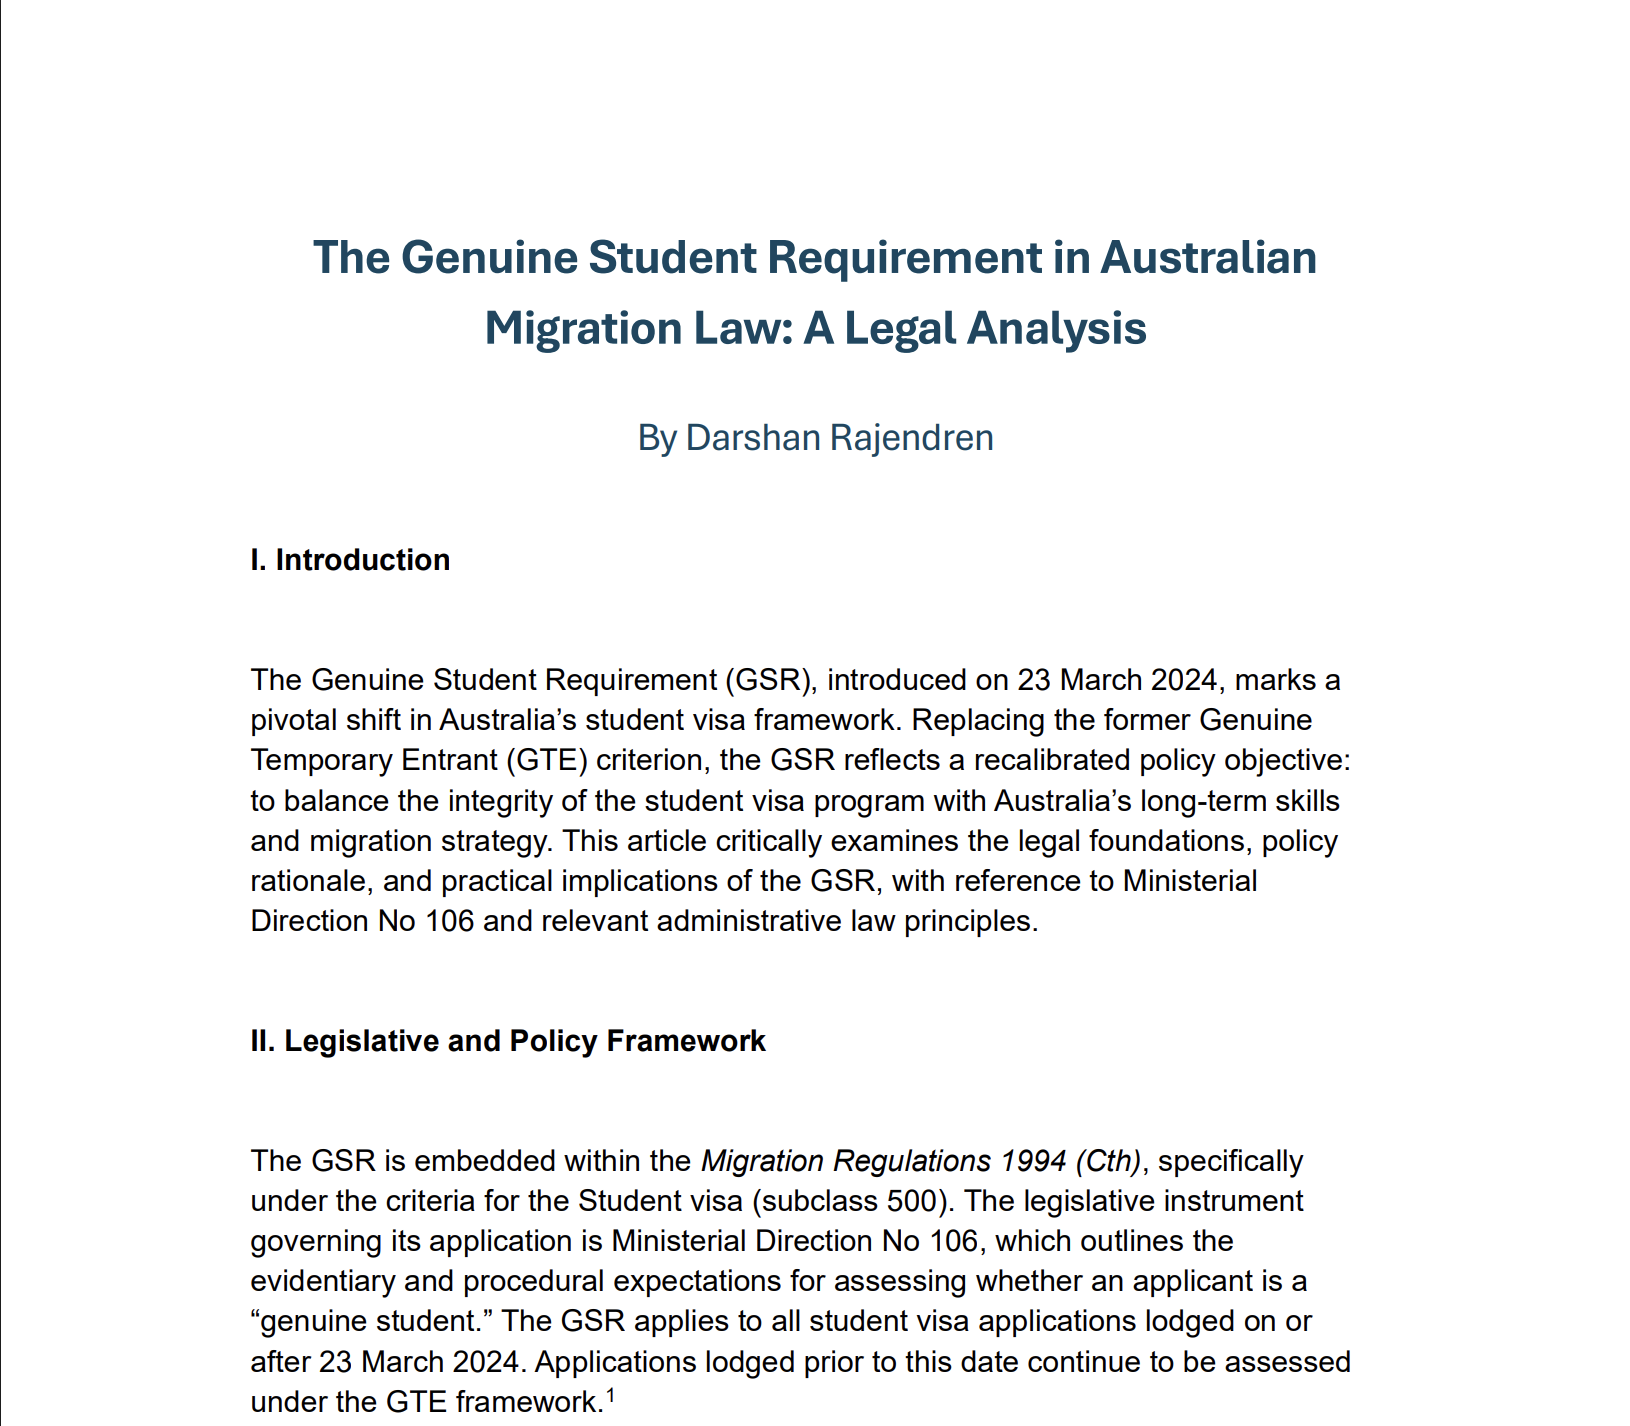 The Genuine Student Requirement in Australian
Migration Law: A Legal Analysis
By Darshan Rajendren
I. Introduction
The Genuine Student Requirement (GSR), introduced on 23 March 2024, marks a
pivotal shift in Australia’s student visa framework. Replacing the former Genuine
Temporary Entrant (GTE) criterion, the GSR reflects a recalibrated policy objective:
to balance the integrity of the student visa program with Australia’s long-term skills
and migration strategy. This article critically examines the legal foundations, policy
rationale, and practical implications of the GSR, with reference to Ministerial
Direction No 106 and relevant administrative law principles.
II. Legislative and Policy Framework
The GSR is embedded within the Migration Regulations 1994 (Cth), specifically
under the criteria for the Student visa (subclass 500). The legislative instrument
governing its application is Ministerial Direction No 106, which outlines the
evidentiary and procedural expectations for assessing whether an applicant is a
“genuine student.” The GSR applies to all student visa applications lodged on or
after 23 March 2024. Applications lodged prior to this date continue to be assessed
under the GTE framework.¹